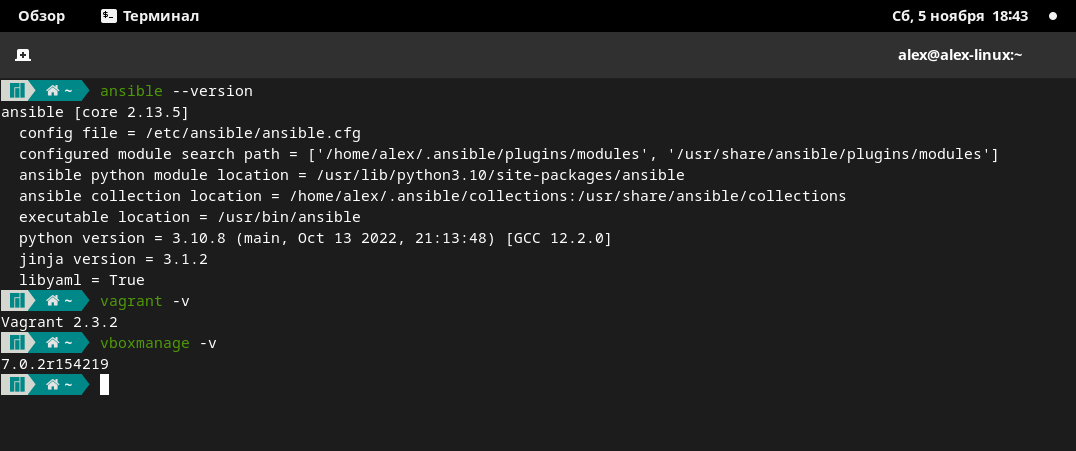 Обзор Терминал Сб, 5 ноября 18:43
alex@alex-linux:~
~ ansible --version
ansible [core 2.13.5]
  config file = /etc/ansible/ansible.cfg
  configured module search path = ['/home/alex/.ansible/plugins/modules', '/usr/share/ansible/plugins/modules']
  ansible python module location = /usr/lib/python3.10/site-packages/ansible
  ansible collection location = /home/alex/.ansible/collections:/usr/share/ansible/collections
  executable location = /usr/bin/ansible
  python version = 3.10.8 (main, Oct 13 2022, 21:13:48) [GCC 12.2.0]
  jinja version = 3.1.2
  libyaml = True
~ vagrant -v
Vagrant 2.3.2
~ vboxmanage -v
7.0.2r154219
~